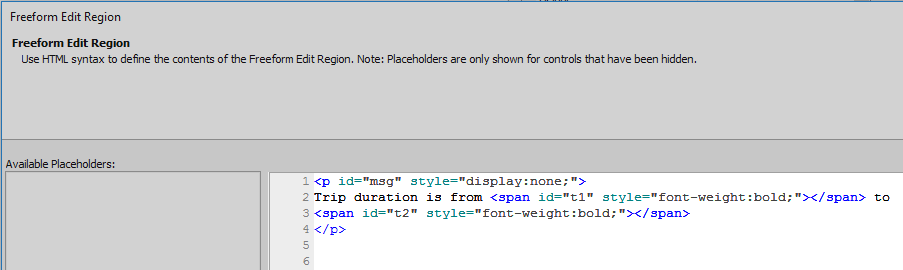 Freeform Edit Region
Freeform Edit Region
Use HTML syntax to define the contents of the Freeform Edit Region. Note: Placeholders are only shown for controls that have been hidden.
Available Placeholders:
1 <p id="msg" style="display:none;">
2 Trip duration is from <span id="t1" style="font-weight:bold;"></span> to
3 <span id="t2" style="font-weight:bold;"></span>
4 </p>
5
6